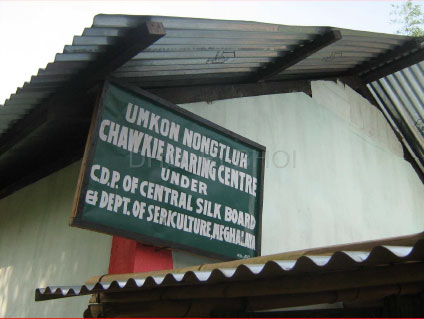 UMKON NONGTLUH
CHAWKIE REARING CENTRE
UNDER
C.D.P. OF CENTRAL SILK BOARD
& DEPT. OF SERICULTURE, MEGHALAYA